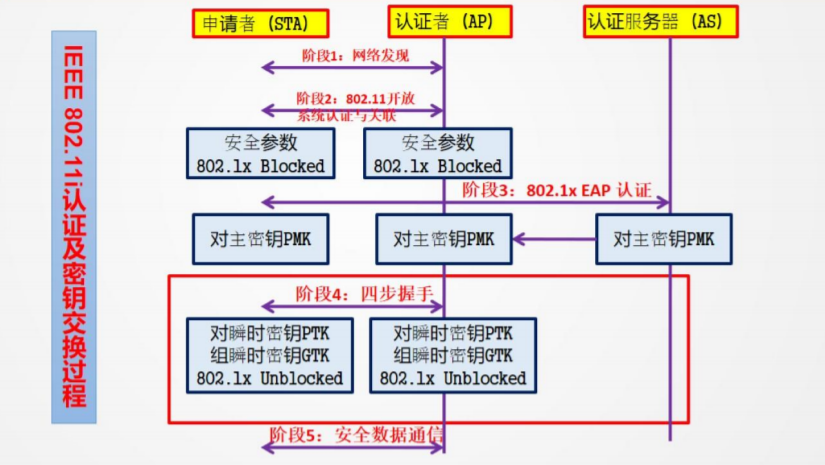 IEEE 802.11i认证及密钥交换过程
申请者 (STA)
认证者 (AP)
认证服务器 (AS)
阶段1：网络发现
阶段2：802.11开放
系统认证与关联
安全参数
802.1x Blocked
安全参数
802.1x Blocked
阶段3：802.1x EAP 认证
对主密钥PMK
对主密钥PMK
对主密钥PMK
阶段4：四步握手
对瞬时密钥PTK
组瞬时密钥GTK
802.1x Unblocked
对瞬时密钥PTK
组瞬时密钥GTK
802.1x Unblocked
阶段5：安全数据通信